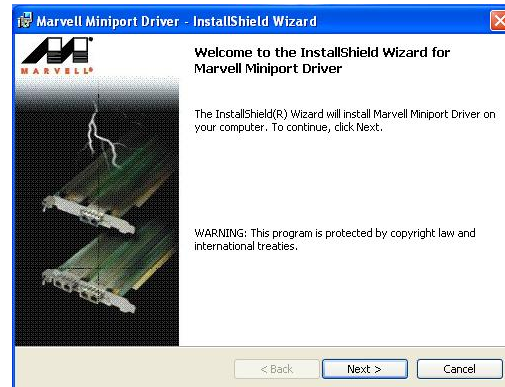 Marvell Miniport Driver - InstallShield Wizard
MARVELL®
Welcome to the InstallShield Wizard for
Marvell Miniport Driver
The InstallShield(R) Wizard will install Marvell Miniport Driver on
your computer. To continue, click Next.
WARNING: This program is protected by copyright law and
international treaties.
< Back
Next >
Cancel